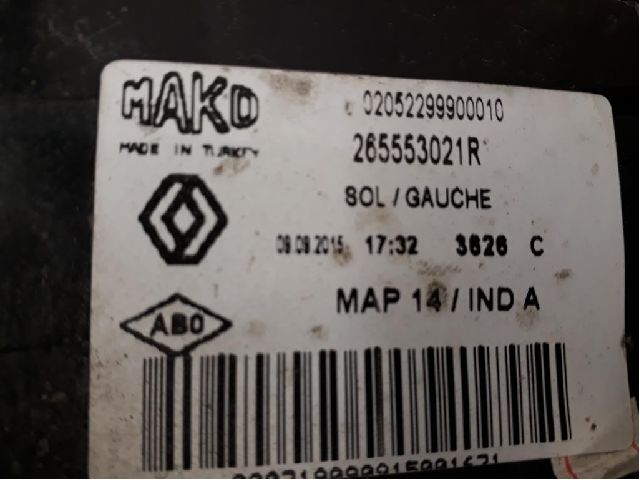 MAKO
MADE IN TURKEY
02052299900010
265553021R
SOL / GAUCHE
09.09.2015 17:32 3626 C
MAP 14 / IND A
ABO